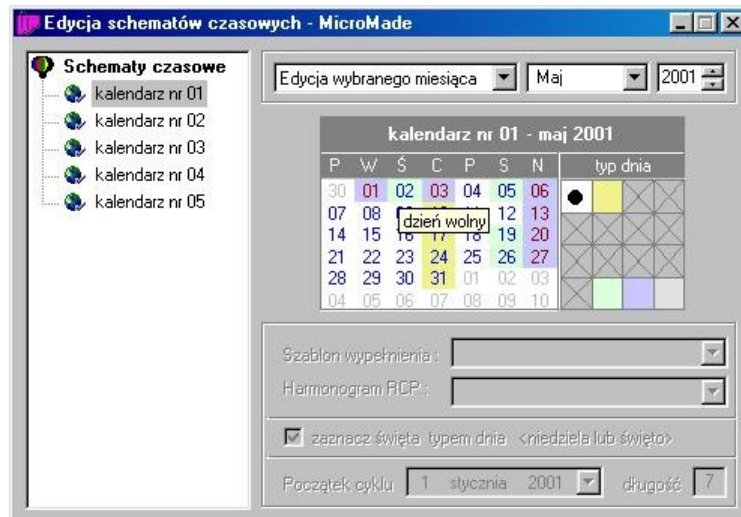 Edycja schematów czasowych - MicroMade
Schematy czasowe
kalendarz nr 01
kalendarz nr 02
kalendarz nr 03
kalendarz nr 04
kalendarz nr 05
Edycja wybranego miesiąca
Maj
2001
kalendarz nr 01 - maj 2001
P W Ś C P S N typ dnia
30 01 02 03 04 05 06
07 08 12 13
dzień wolny
14 15 16 17 18 19 20
21 22 23 24 25 26 27
28 29 30 31 01 02 03
04 05 06 07 08 09 10
Szablon wypełnienia :
Harmonogram RCP :
zaznacz święta typem dnia <niedziela lub święto>
Początek cyklu 1 stycznia 2001 długość 7